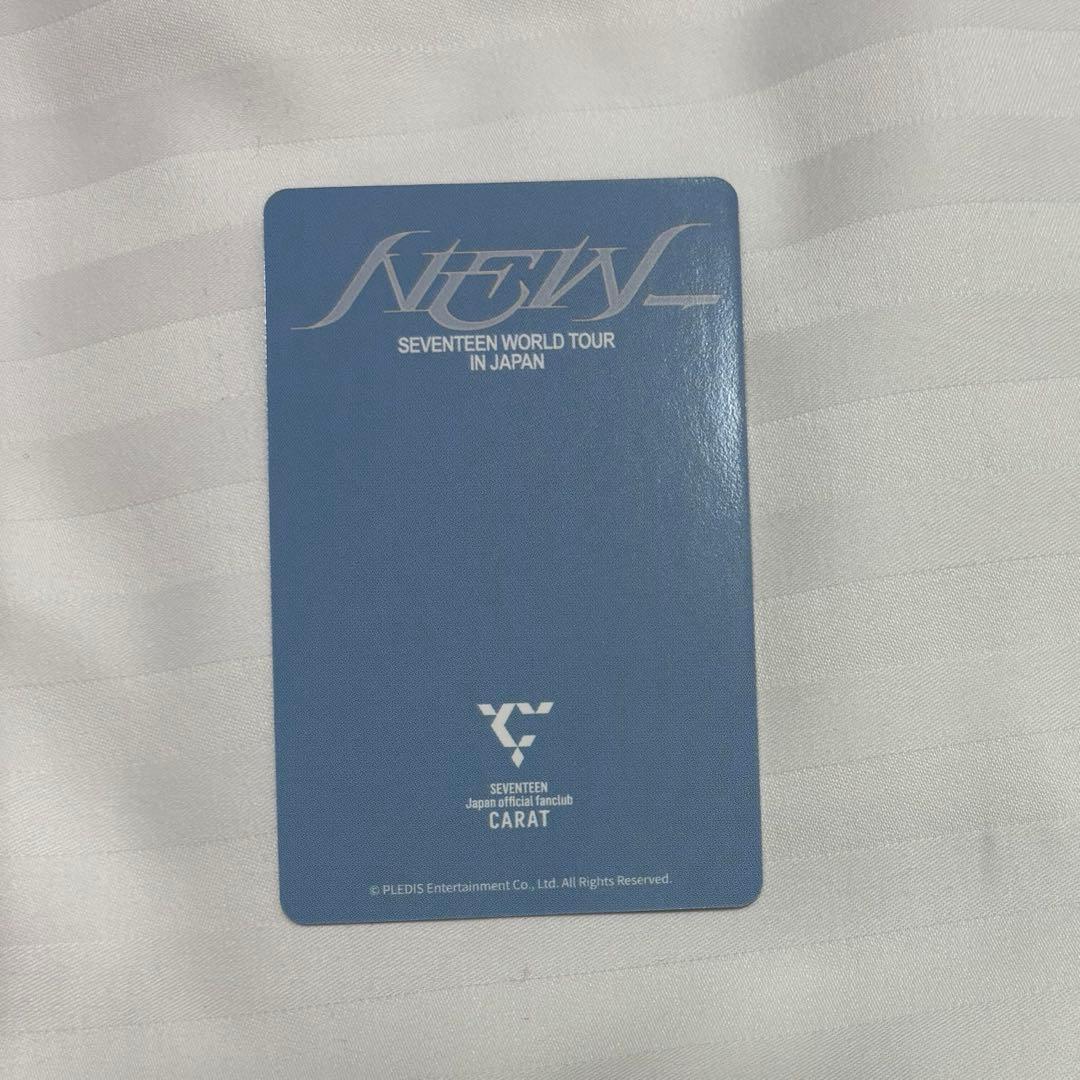 NEW_
SEVENTEEN WORLD TOUR
IN JAPAN
SEVENTEEN
Japan official fanclub
CARAT
© PLEDIS Entertainment Co., Ltd. All Rights Reserved.